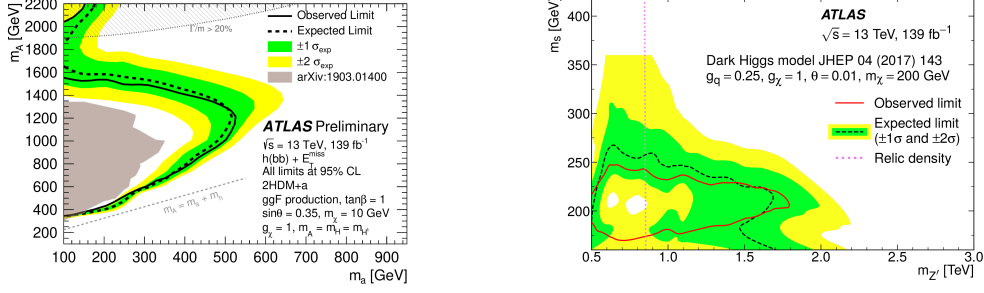 m_A [GeV]
2200
2000
1800
1600
1400
1200
1000
800
600
400
200
100 200 300 400 500 600 700 800 900
m_a [GeV]
Γ/m > 20%
Observed Limit
Expected Limit
±1 σ_exp
±2 σ_exp
arXiv:1903.01400
ATLAS Preliminary
√s = 13 TeV, 139 fb⁻¹
h(bb) + E_T^miss
All limits at 95% CL
2HDM+a
ggF production, tanβ = 1
sinθ = 0.35, m_χ = 10 GeV
g_χ = 1, m_A = m_H = m_H±
m_A = m_a + m_h
m_s [GeV]
400
350
300
250
200
0.5 1.0 1.5 2.0 2.5 3.0
m_Z' [TeV]
ATLAS
√s = 13 TeV, 139 fb⁻¹
Dark Higgs model JHEP 04 (2017) 143
g_q = 0.25, g_χ = 1, θ = 0.01, m_χ = 200 GeV
Observed limit
Expected limit
(±1σ and ±2σ)
Relic density